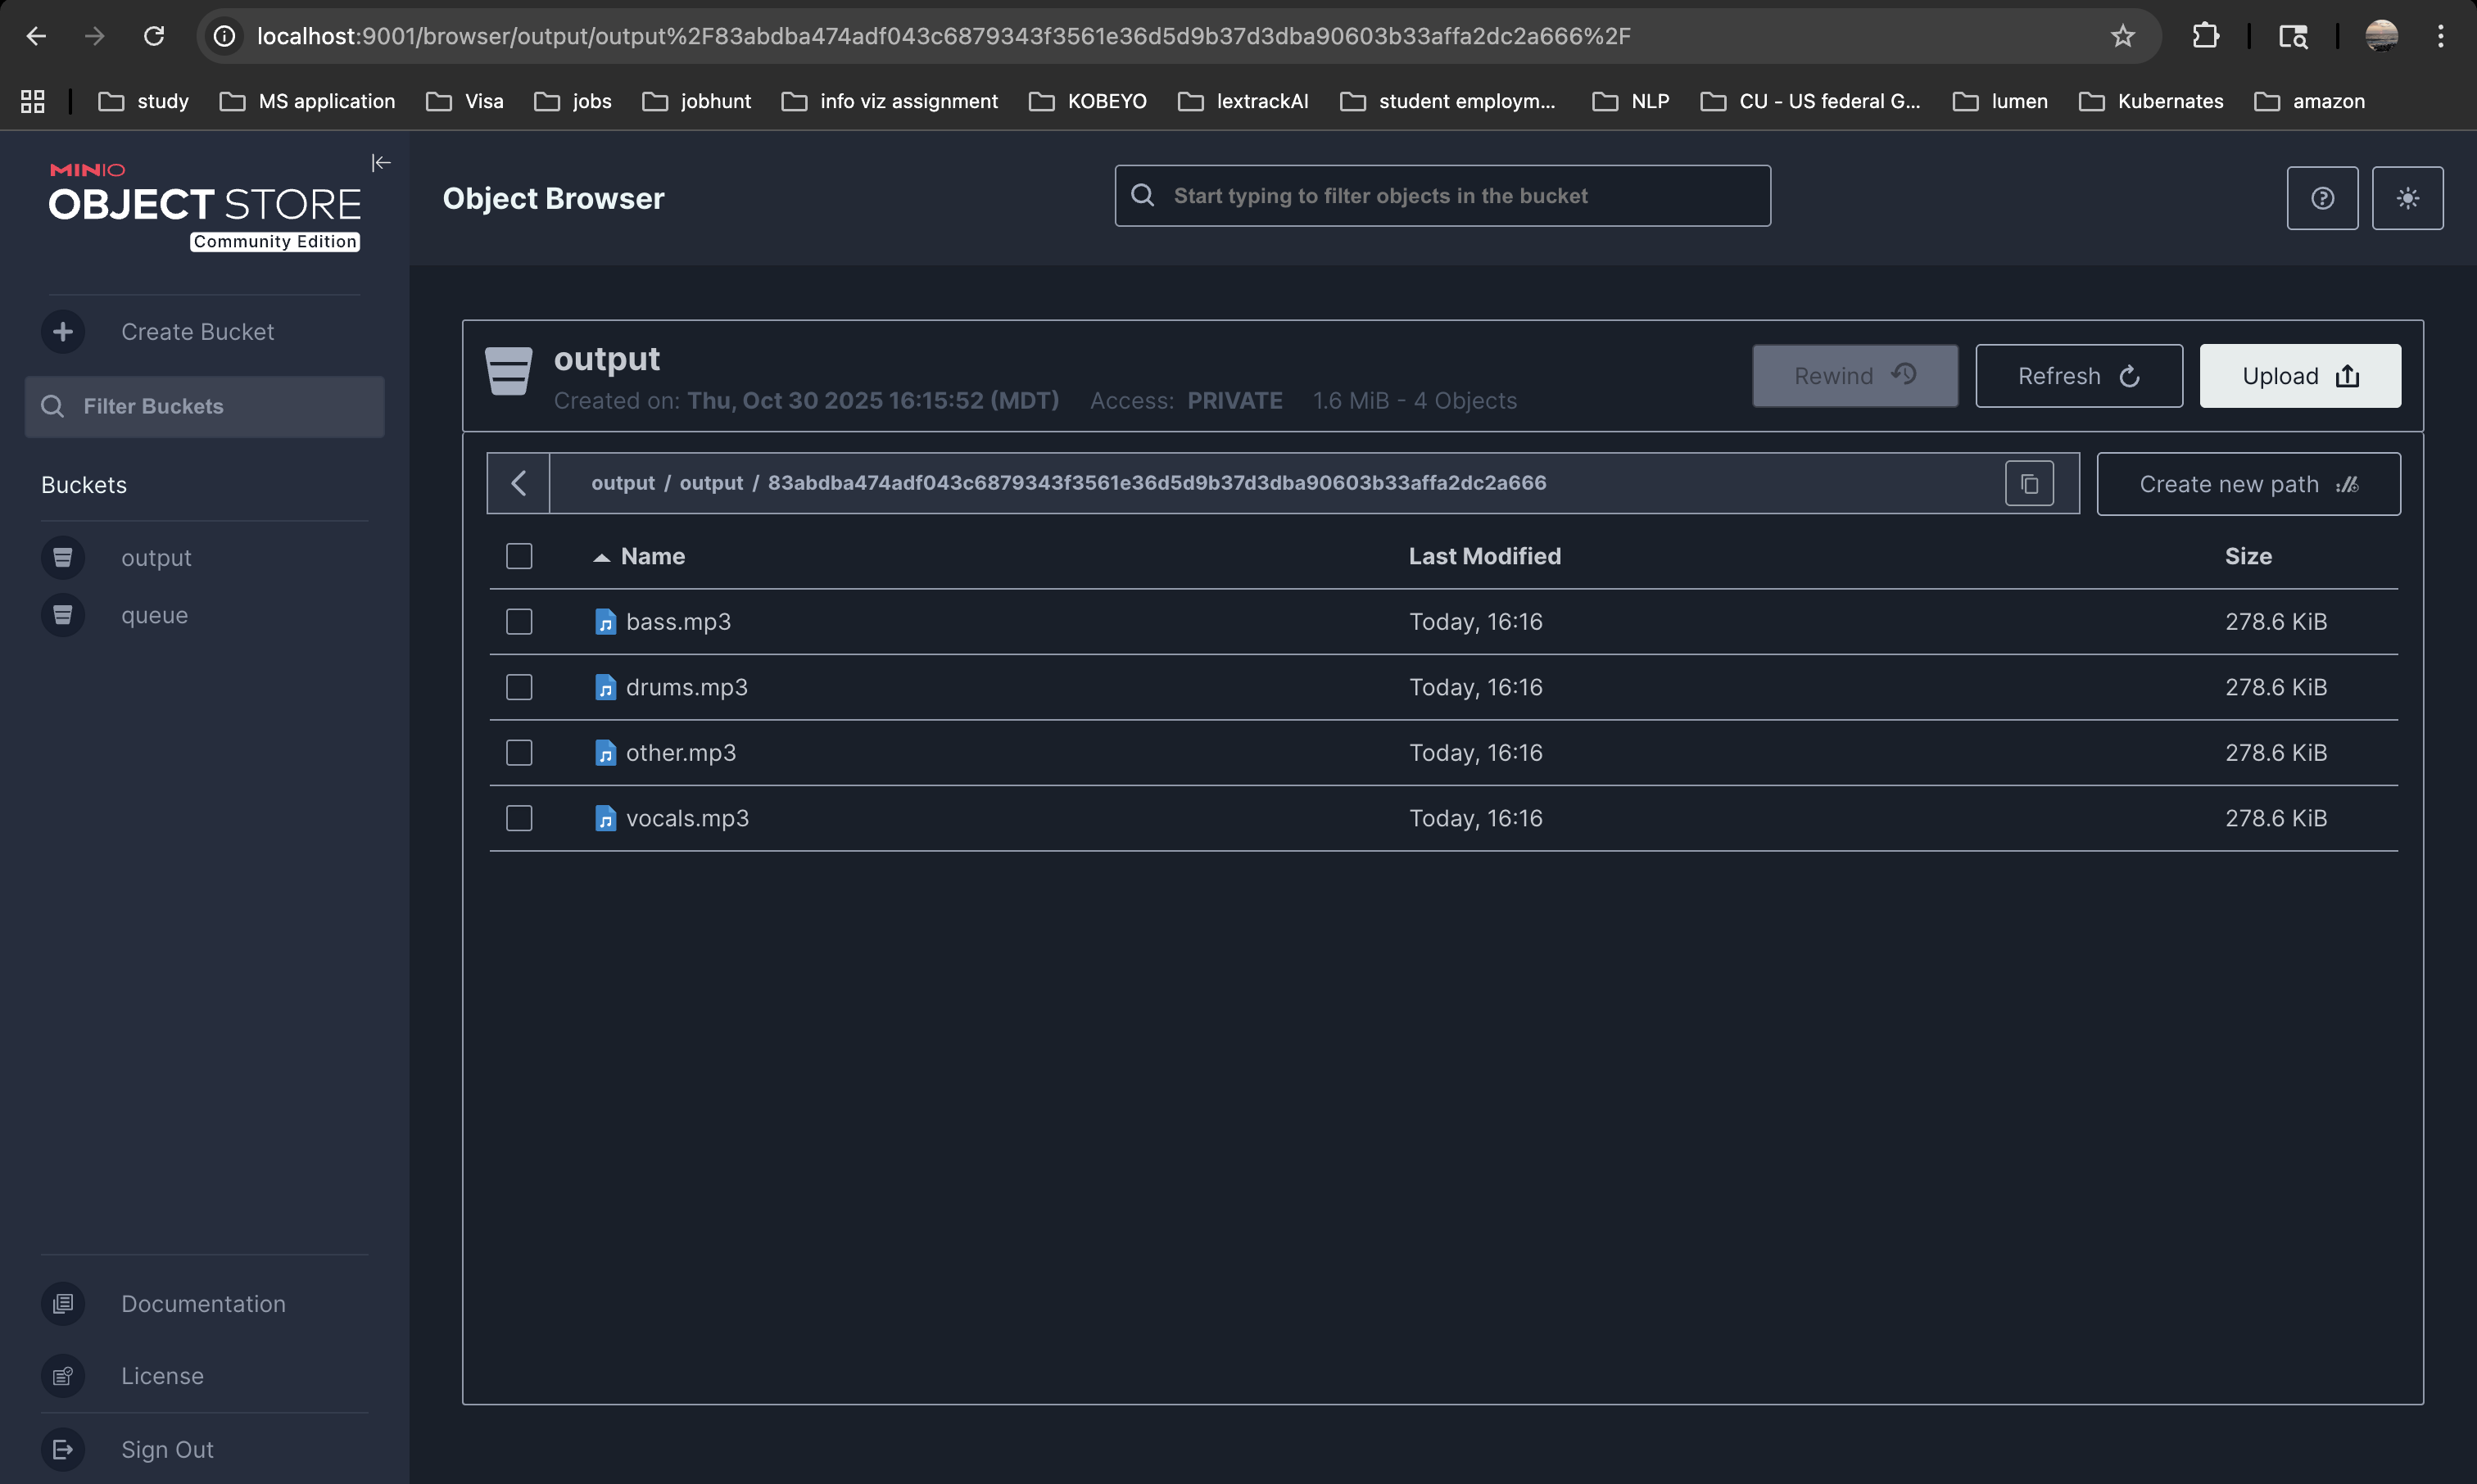 localhost:9001/browser/output/output%2F83abdba474adf043c6879343f3561e36d5d9b37d3dba90603b33affa2dc2a666%2F
study MS application Visa jobs jobhunt info viz assignment KOBEYO lextrackAI student employm... NLP CU - US federal G... lumen Kubernates amazon
MINIO
OBJECT STORE
Community Edition
Object Browser
Start typing to filter objects in the bucket
Create Bucket
Filter Buckets
Buckets
output
queue
Documentation
License
Sign Out
output
Created on: Thu, Oct 30 2025 16:15:52 (MDT) Access: PRIVATE 1.6 MiB - 4 Objects
Rewind Refresh Upload
output / output / 83abdba474adf043c6879343f3561e36d5d9b37d3dba90603b33affa2dc2a666
Create new path
Name Last Modified Size
bass.mp3 Today, 16:16 278.6 KiB
drums.mp3 Today, 16:16 278.6 KiB
other.mp3 Today, 16:16 278.6 KiB
vocals.mp3 Today, 16:16 278.6 KiB